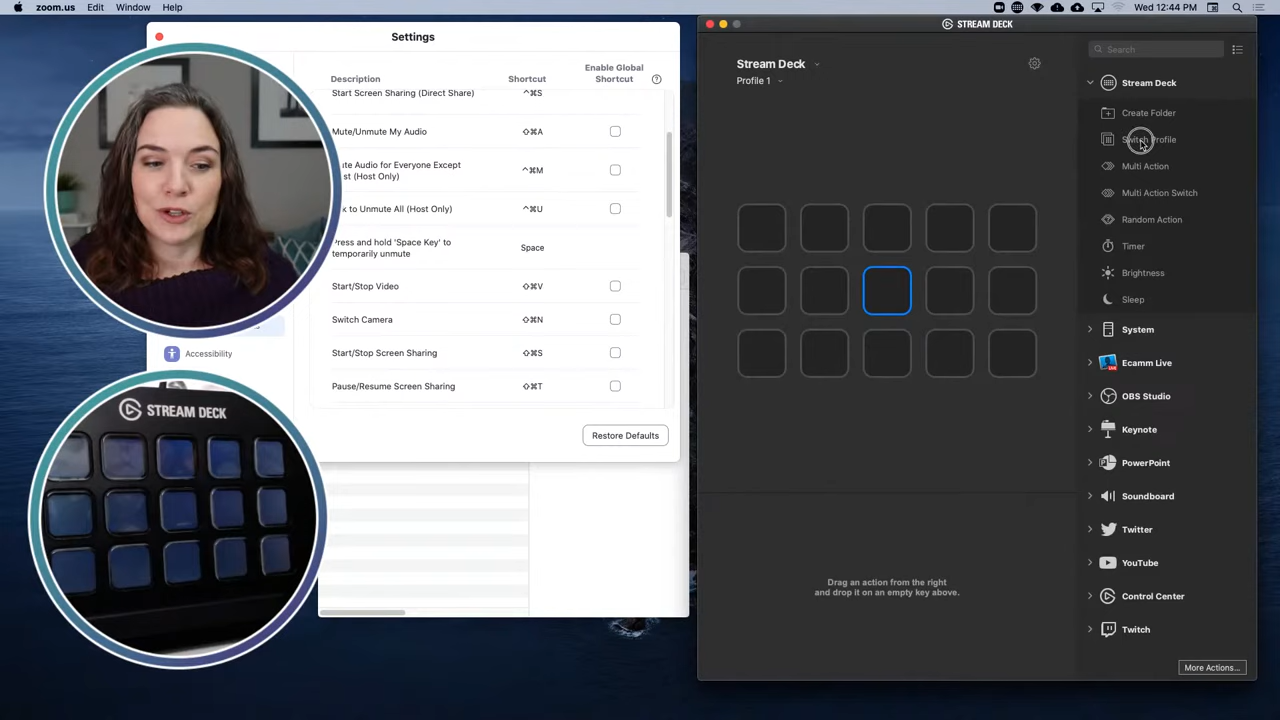 zoom.us Edit Window Help
Wed 12:44 PM
Settings
Description
Shortcut
Enable Global
Shortcut
?
Start Screen Sharing (Direct Share) ^⌘S
Mute/Unmute My Audio ⇧⌘A
te Audio for Everyone Except
st (Host Only)
^⌘M
k to Unmute All (Host Only) ^⌘U
Press and hold 'Space Key' to
temporarily unmute
Space
Start/Stop Video ⇧⌘V
Switch Camera ⇧⌘N
Start/Stop Screen Sharing ⇧⌘S
Pause/Resume Screen Sharing ⇧⌘T
Accessibility
Restore Defaults
STREAM DECK
STREAM DECK
Stream Deck
Profile 1
Drag an action from the right
and drop it on an empty key above.
Search
Stream Deck
Create Folder
Switch Profile
Multi Action
Multi Action Switch
Random Action
Timer
Brightness
Sleep
System
Ecamm Live
OBS Studio
Keynote
PowerPoint
Soundboard
Twitter
YouTube
Control Center
Twitch
More Actions...